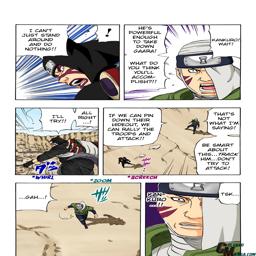 KANKURO!
WAIT!
HE'S
POWERFUL
ENOUGH
TO TAKE
DOWN
GAARA!
WHAT DO
YOU THINK
YOU'LL
ACCOM-
PLISH?!
I CAN'T
JUST
STAND
AROUND
AND DO
NOTHING!!
THAT'S
NOT
WHAT I'M
SAYING!
BE SMART
ABOUT
THIS...TRACK
HIM...DON'T
TRY TO
ATTACK!
IF WE CAN PIN
DOWN THEIR
HIDEOUT, WE
CAN RALLY
THE TROOPS
AND ATTACK!!
ALL
RIGHT
...!
I'LL
TRY!!
*SCREECH
*ZOOM
*WHIRL
TSK...
KAN-
KURO
...!!
...GAH...!